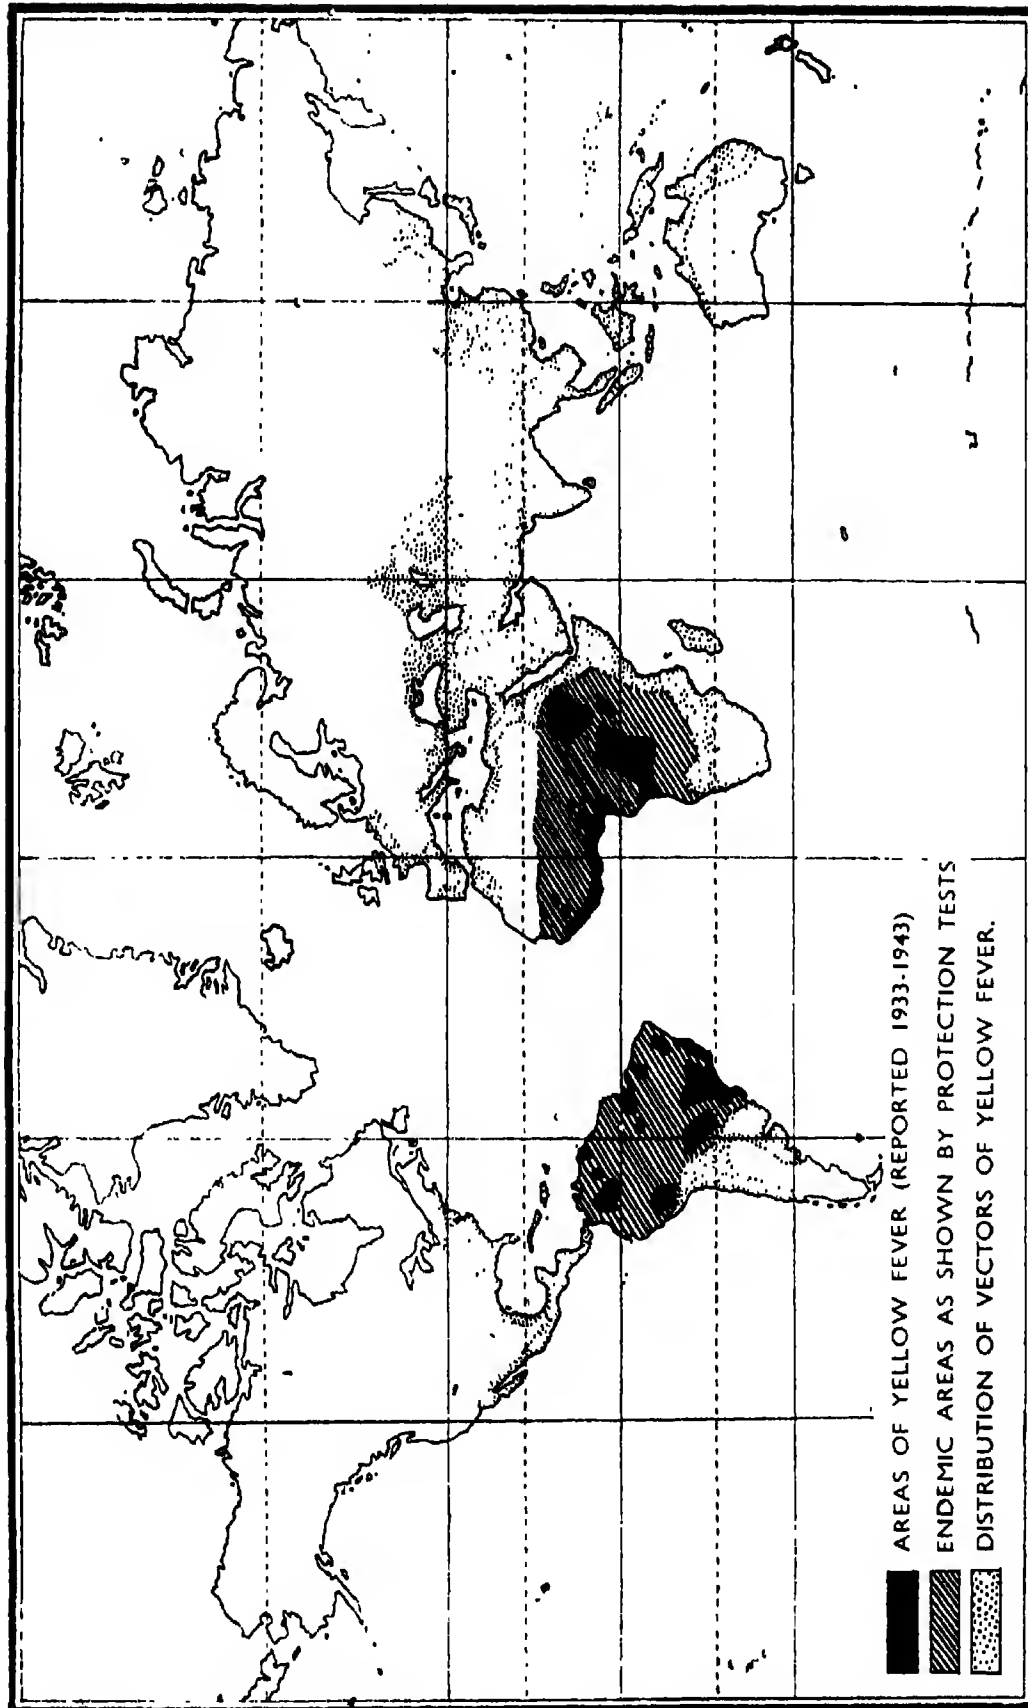 AREAS OF YELLOW FEVER (REPORTED 1933-1943)
ENDEMIC AREAS AS SHOWN BY PROTECTION TESTS
DISTRIBUTION OF VECTORS OF YELLOW FEVER.